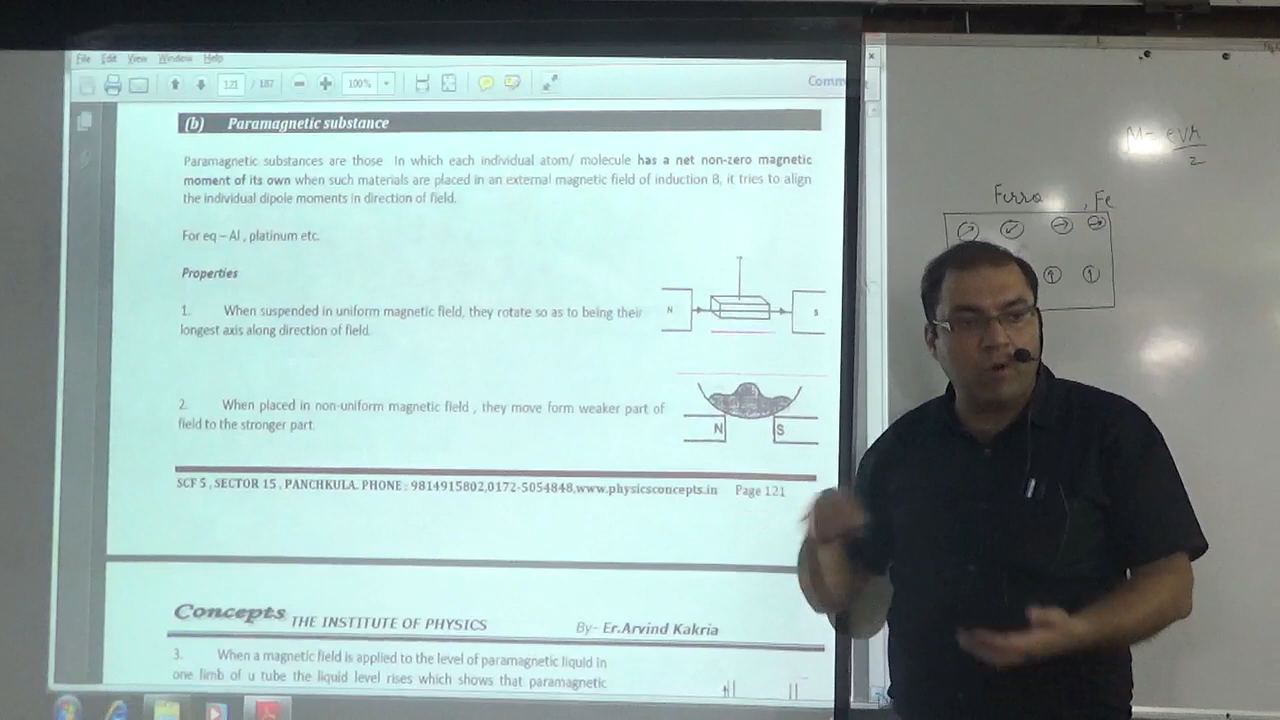 File Edit View Window Help
121 / 187 100% Comm
(b) Paramagnetic substance
Paramagnetic substances are those In which each individual atom/ molecule has a net non-zero magnetic
moment of its own when such materials are placed in an external magnetic field of induction B, it tries to align
the individual dipole moments in direction of field.
For eq – Al , platinum etc.
Properties
1. When suspended in uniform magnetic field, they rotate so as to being their
longest axis along direction of field.
N S
2. When placed in non-uniform magnetic field , they move form weaker part of
field to the stronger part.
N S
SCF 5 , SECTOR 15 , PANCHKULA. PHONE : 9814915802,0172-5054848,www.physicsconcepts.in Page 121
Concepts THE INSTITUTE OF PHYSICS By- Er.Arvind Kakria
3. When a magnetic field is applied to the level of paramagnetic liquid in
one limb of u tube the liquid level rises which shows that paramagnetic
M = evr
2
Ferro , Fe